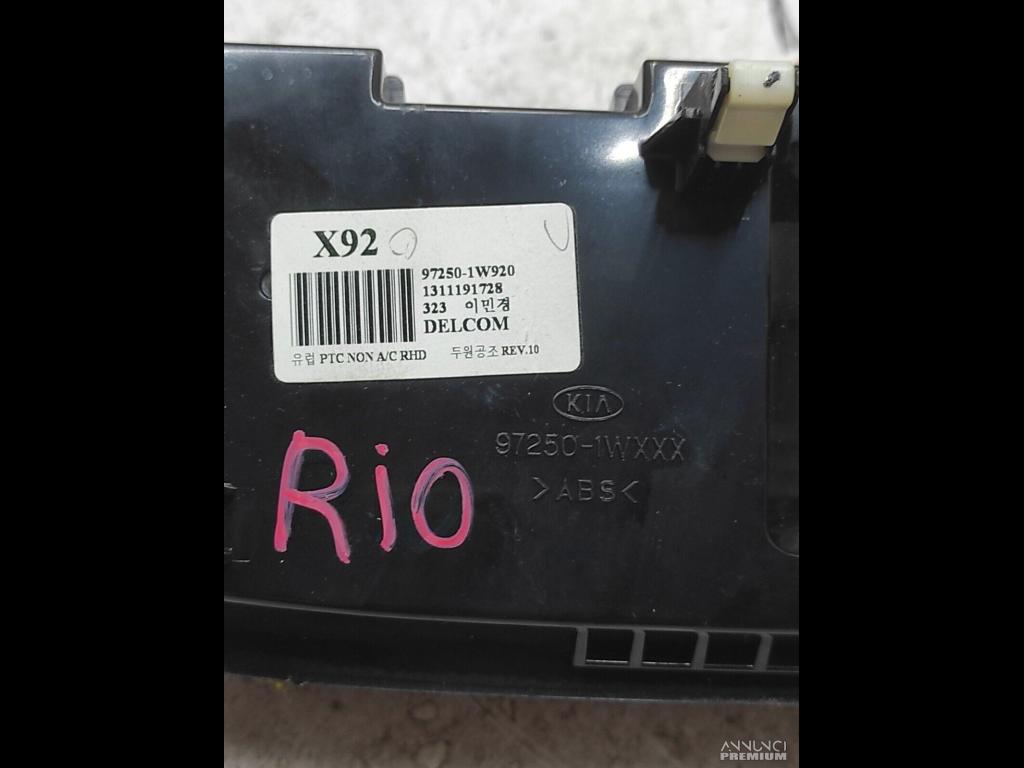 X92
97250-1W920
1311191728
323 이민경
DELCOM
유럽 PTC NON A/C RHD 두원공조 REV.10
KIA
97250-1WXXX
>ABS<
RiO
ANNUNCI
PREMIUM